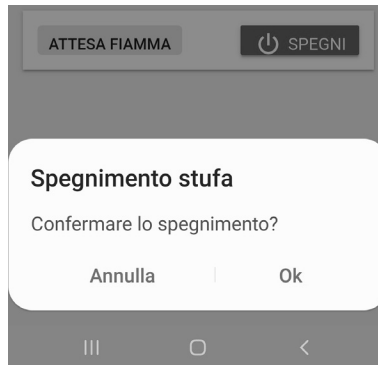 ATTESA FIAMMA
SPEGNI
Spegnimento stufa
Confermare lo spegnimento?
Annulla
Ok